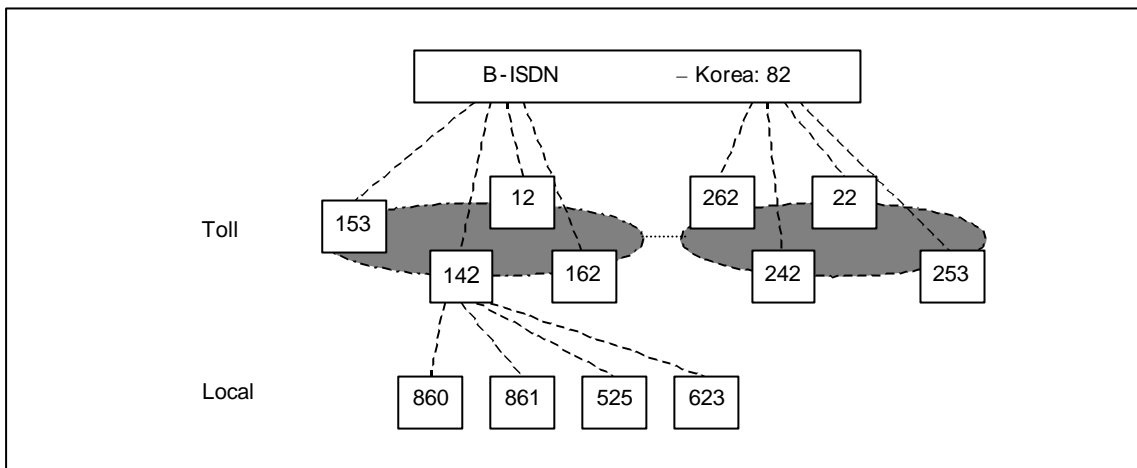 B-ISDN – Korea: 82
12 262 22
Toll 153
142 162 242 253
Local 860 861 525 623